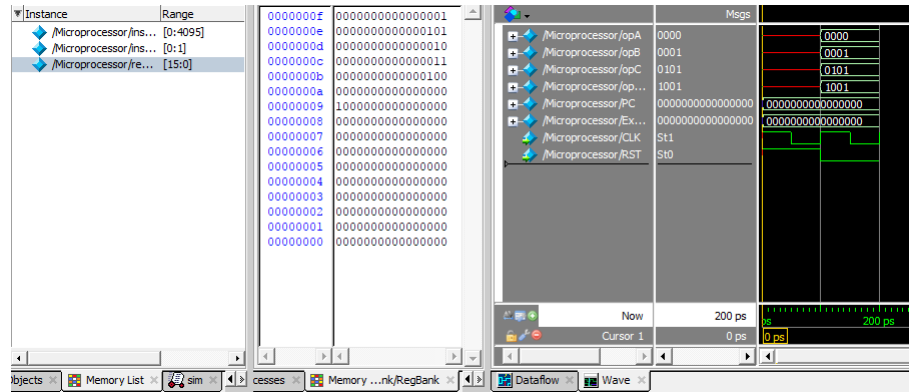 Instance Range
/Microprocessor/ins... [0:4095]
/Microprocessor/ins... [0:1]
/Microprocessor/re... [15:0]
0000000f 0000000000000001
0000000e 0000000000000101
0000000d 0000000000000010
0000000c 0000000000000011
0000000b 0000000000000100
0000000a 0000000000000000
00000009 1000000000000000
00000008 0000000000000000
00000007 0000000000000000
00000006 0000000000000000
00000005 0000000000000000
00000004 0000000000000000
00000003 0000000000000000
00000002 0000000000000000
00000001 0000000000000000
00000000 0000000000000000
Msgs
/Microprocessor/opA 0000 0000
/Microprocessor/opB 0001 0001
/Microprocessor/opC 0101 0101
/Microprocessor/op... 1001 1001
/Microprocessor/PC 0000000000000000 0000000000000000
/Microprocessor/Ex... 0000000000000000 0000000000000000
/Microprocessor/CLK St1
/Microprocessor/RST St0
Now 200 ps ps 200 ps
Cursor 1 0 ps 0 ps
Objects Memory List sim cesses Memory ...nk/RegBank Dataflow Wave